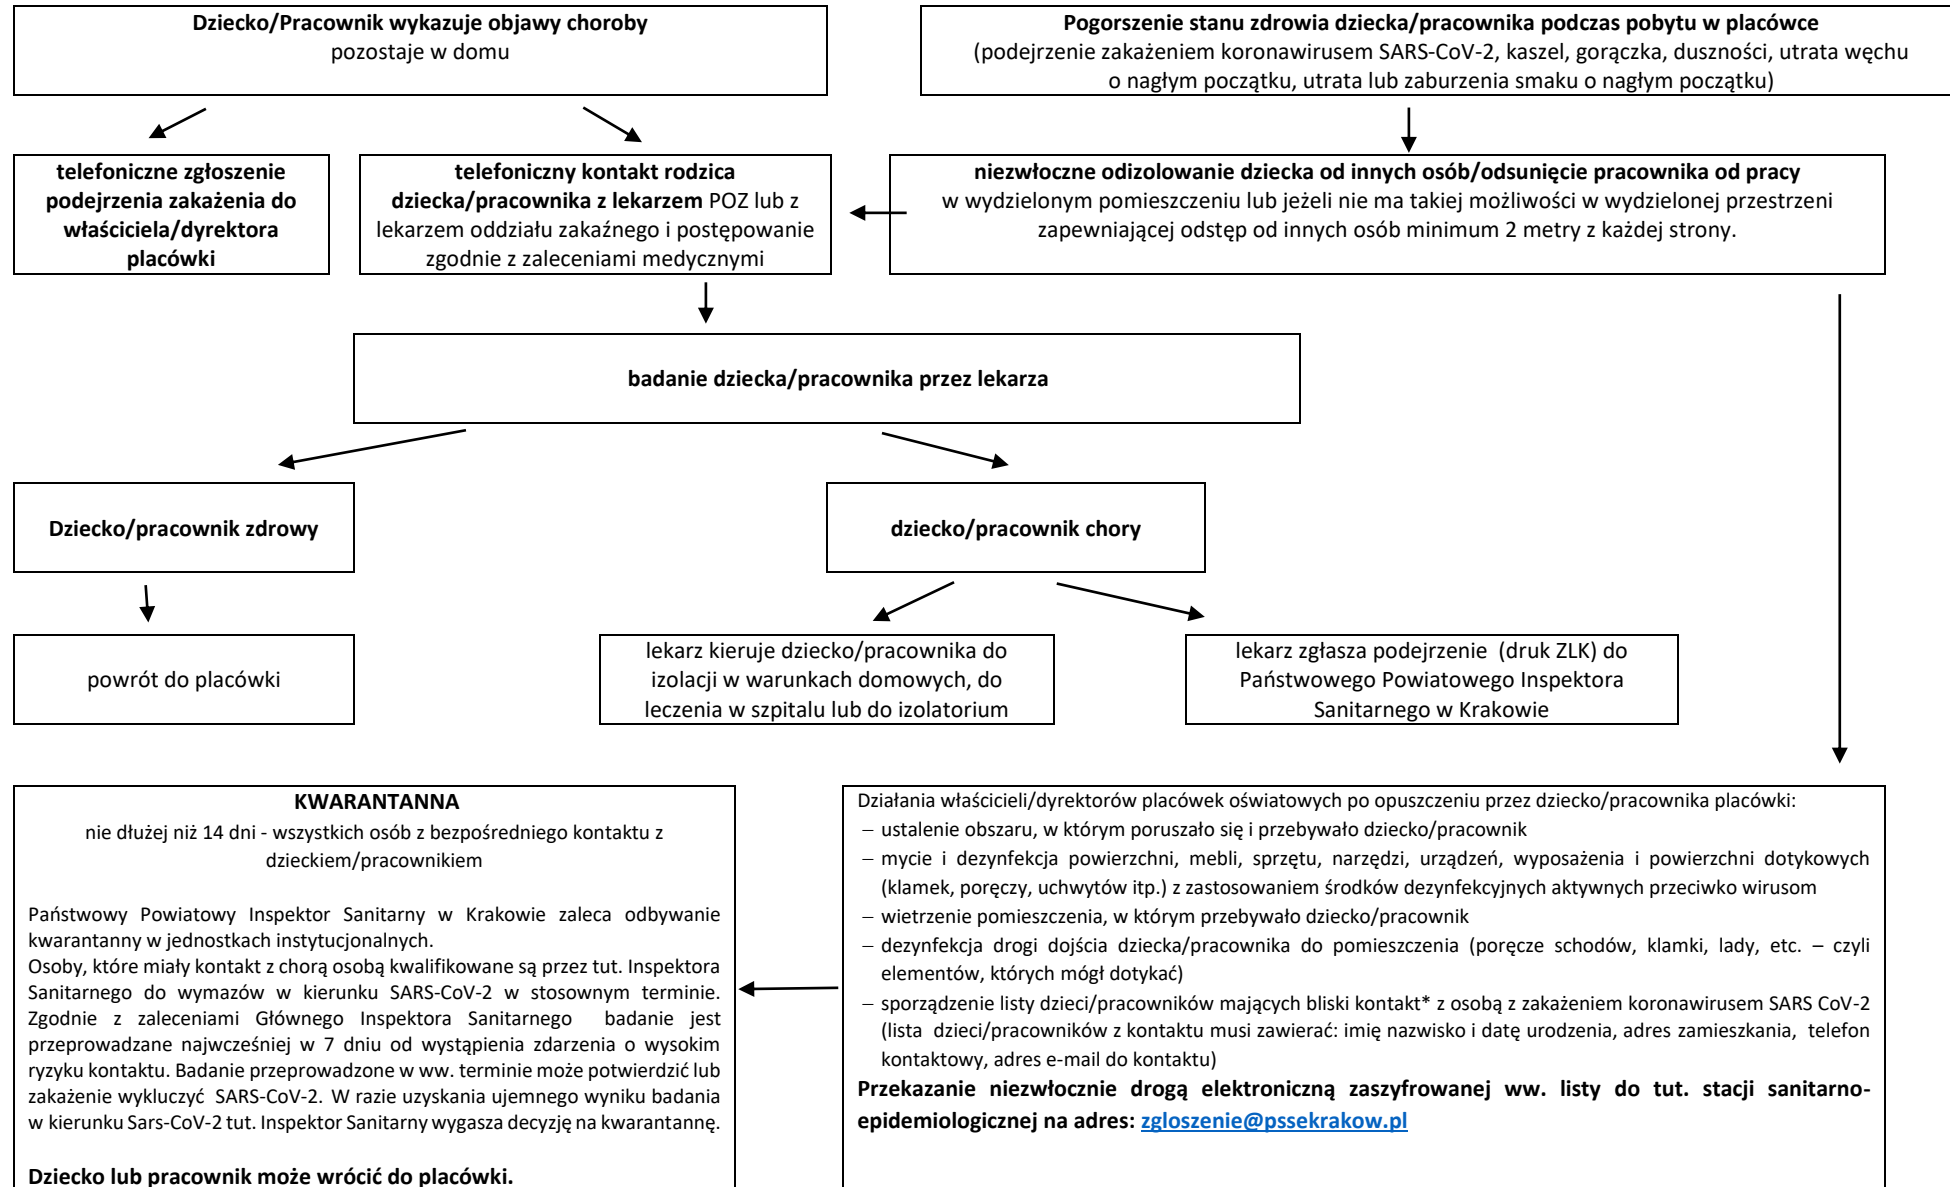 Dziecko/Pracownik wykazuje objawy choroby
pozostaje w domu
Pogorszenie stanu zdrowia dziecka/pracownika podczas pobytu w placówce
(podejrzenie zakażeniem koronawirusem SARS-CoV-2, kaszel, gorączka, duszności, utrata węchu
o nagłym początku, utrata lub zaburzenia smaku o nagłym początku)
telefoniczne zgłoszenie
podejrzenia zakażenia do
właściciela/dyrektora
placówki
telefoniczny kontakt rodzica
dziecka/pracownika z lekarzem POZ lub z
lekarzem oddziału zakaźnego i postępowanie
zgodnie z zaleceniami medycznymi
niezwłoczne odizolowanie dziecka od innych osób/odsunięcie pracownika od pracy
w wydzielonym pomieszczeniu lub jeżeli nie ma takiej możliwości w wydzielonej przestrzeni
zapewniającej odstęp od innych osób minimum 2 metry z każdej strony.
badanie dziecka/pracownika przez lekarza
Dziecko/pracownik zdrowy
dziecko/pracownik chory
powrót do placówki
lekarz kieruje dziecko/pracownika do
izolacji w warunkach domowych, do
leczenia w szpitalu lub do izolatorium
lekarz zgłasza podejrzenie (druk ZLK) do
Państwowego Powiatowego Inspektora
Sanitarnego w Krakowie
KWARANTANNA
nie dłużej niż 14 dni - wszystkich osób z bezpośredniego kontaktu z
dzieckiem/pracownikiem
Państwowy Powiatowy Inspektor Sanitarny w Krakowie zaleca odbywanie
kwarantanny w jednostkach instytucjonalnych.
Osoby, które miały kontakt z chorą osobą kwalifikowane są przez tut. Inspektora
Sanitarnego do wymazów w kierunku SARS-CoV-2 w stosownym terminie.
Zgodnie z zaleceniami Głównego Inspektora Sanitarnego badanie jest
przeprowadzane najwcześniej w 7 dniu od wystąpienia zdarzenia o wysokim
ryzyku kontaktu. Badanie przeprowadzone w ww. terminie może potwierdzić lub
zakażenie wykluczyć SARS-CoV-2. W razie uzyskania ujemnego wyniku badania
w kierunku Sars-CoV-2 tut. Inspektor Sanitarny wygasza decyzję na kwarantannę.
Dziecko lub pracownik może wrócić do placówki.
Działania właścicieli/dyrektorów placówek oświatowych po opuszczeniu przez dziecko/pracownika placówki:
– ustalenie obszaru, w którym poruszało się i przebywało dziecko/pracownik
– mycie i dezynfekcja powierzchni, mebli, sprzętu, narzędzi, urządzeń, wyposażenia i powierzchni dotykowych
(klamek, poręczy, uchwytów itp.) z zastosowaniem środków dezynfekcyjnych aktywnych przeciwko wirusom
– wietrzenie pomieszczenia, w którym przebywało dziecko/pracownik
– dezynfekcja drogi dojścia dziecka/pracownika do pomieszczenia (poręcze schodów, klamki, lady, etc. – czyli
elementów, których mógł dotykać)
– sporządzenie listy dzieci/pracowników mających bliski kontakt* z osobą z zakażeniem koronawirusem SARS CoV-2
(lista dzieci/pracowników z kontaktu musi zawierać: imię nazwisko i datę urodzenia, adres zamieszkania, telefon
kontaktowy, adres e-mail do kontaktu)
Przekazanie niezwłocznie drogą elektroniczną zaszyfrowanej ww. listy do tut. stacji sanitarno-
epidemiologicznej na adres: zgloszenie@pssekrakow.pl